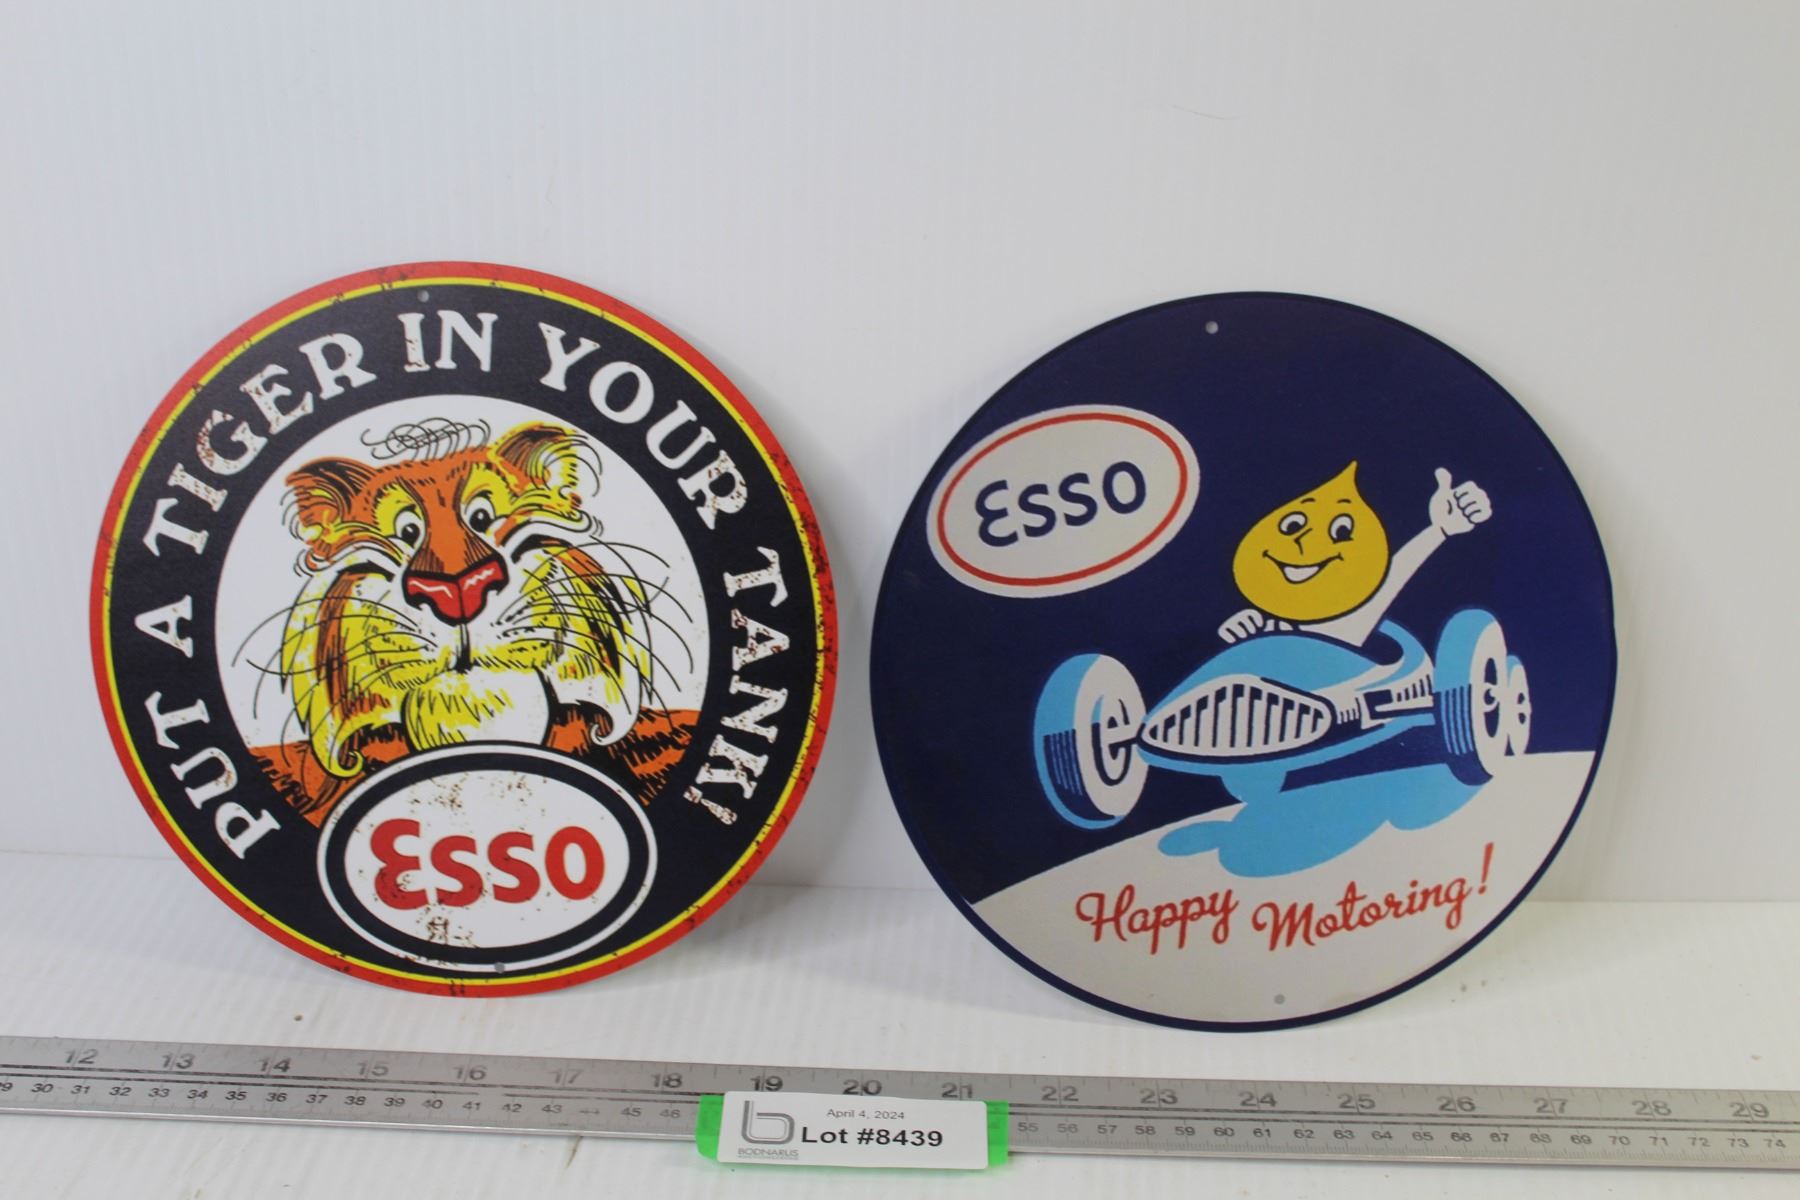 PUT A TIGER IN YOUR TANK!
ESSO
ESSO
e
Happy Motoring!
12 13 14 15 16 17 18 19 20 21 22 23 24 25 26 27 28 29
30 31 32 33 34 35 36 37 38 39 40 41 42 43 45 46 55 56 57 58 59 60 61 62 63 64 65 66 67 68 69 70 71 72 73 74
April 4, 2024
Lot #8439
BODNARUS